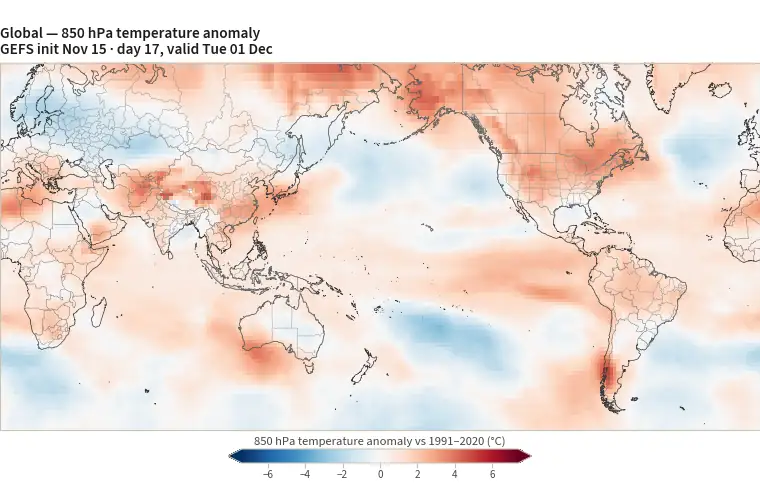 Global — 850 hPa temperature anomaly
GEFS init Nov 15 · day 17, valid Tue 01 Dec
850 hPa temperature anomaly vs 1991–2020 (°C)
−6 −4 −2 0 2 4 6